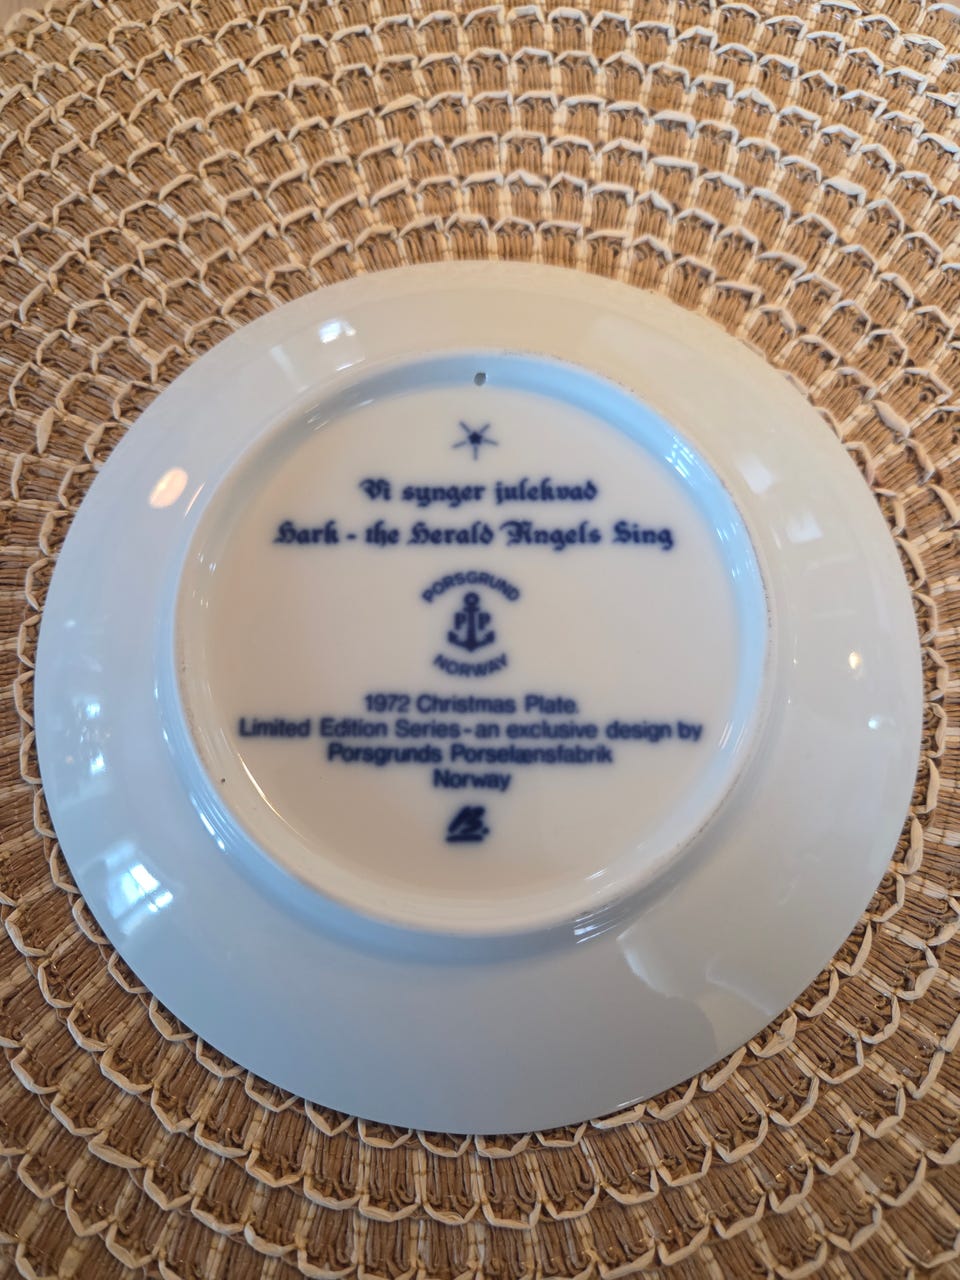 Vi synger julekvad
Hark - the Herald Angels Sing
PORSGRUND
P P
NORWAY
1972 Christmas Plate.
Limited Edition Series - an exclusive design by
Porsgrunds Porselænsfabrik
Norway